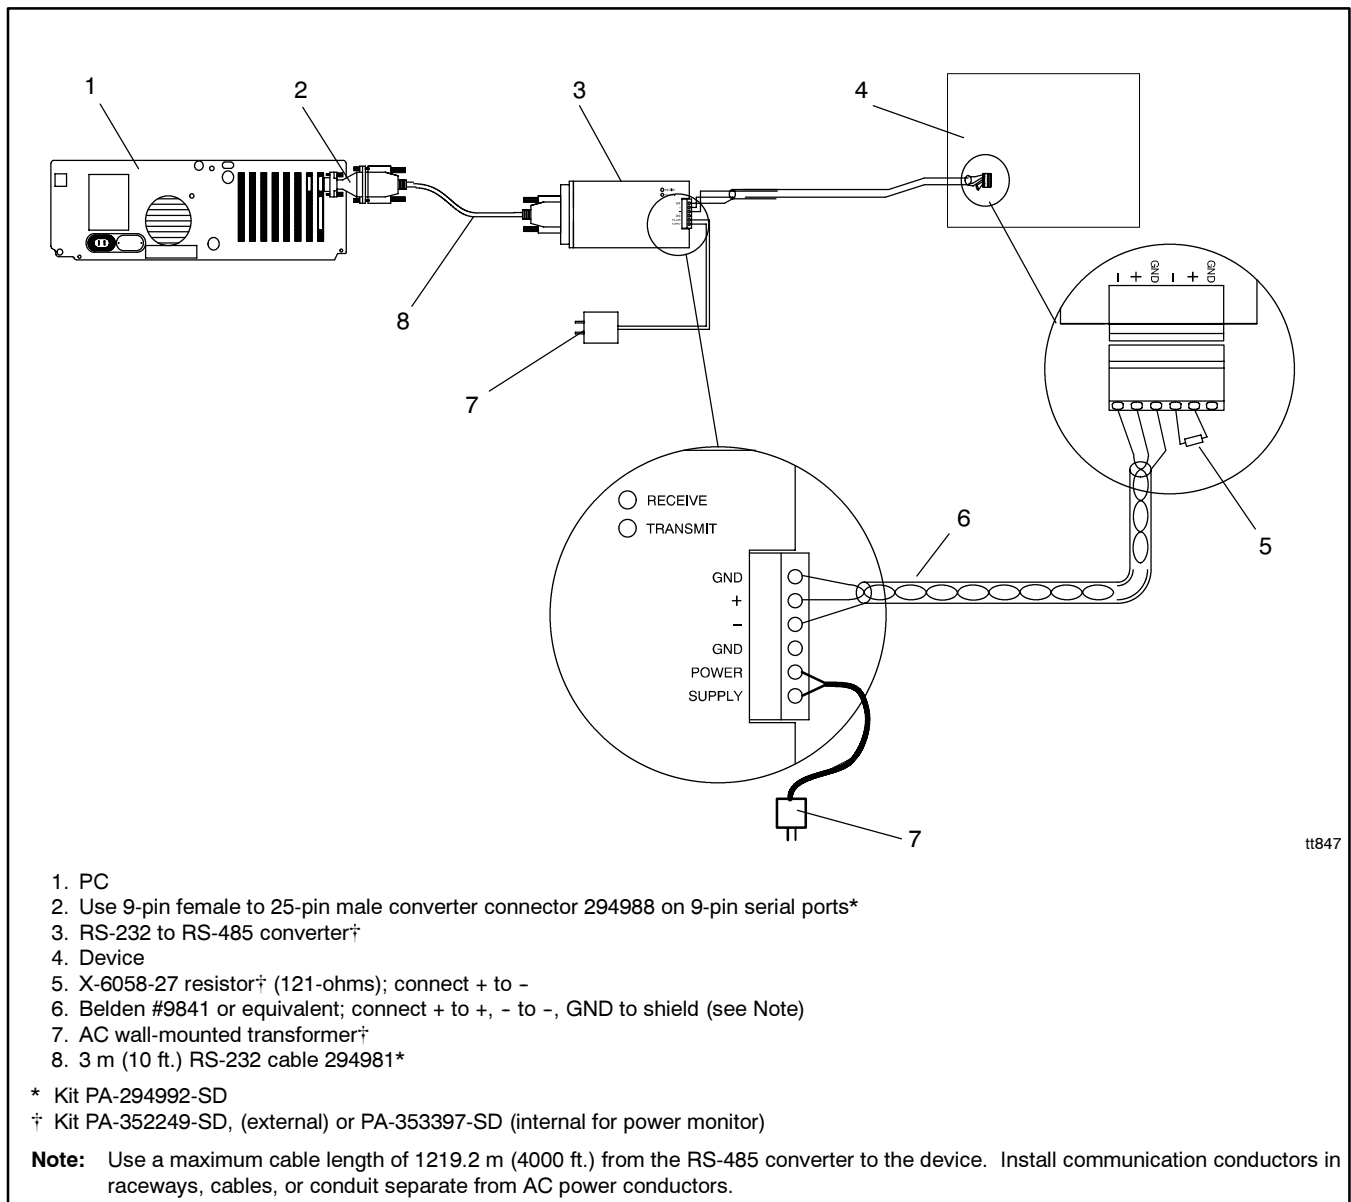 1
2
3
4
8
7
- + GND - + GND
5
6
RECEIVE
TRANSMIT
GND
+
-
GND
POWER
SUPPLY
7
tt847
1. PC
2. Use 9-pin female to 25-pin male converter connector 294988 on 9-pin serial ports*
3. RS-232 to RS-485 converter†
4. Device
5. X-6058-27 resistor† (121-ohms); connect + to -
6. Belden #9841 or equivalent; connect + to +, - to -, GND to shield (see Note)
7. AC wall-mounted transformer†
8. 3 m (10 ft.) RS-232 cable 294981*
* Kit PA-294992-SD
† Kit PA-352249-SD, (external) or PA-353397-SD (internal for power monitor)
Note: Use a maximum cable length of 1219.2 m (4000 ft.) from the RS-485 converter to the device. Install communication conductors in
raceways, cables, or conduit separate from AC power conductors.